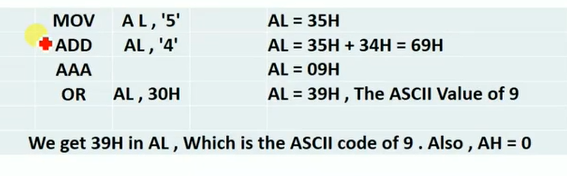 MOV AL , '5' AL = 35H
ADD AL , '4' AL = 35H + 34H = 69H
AAA AL = 09H
OR AL , 30H AL = 39H , The ASCII Value of 9
We get 39H in AL , Which is the ASCII code of 9 . Also , AH = 0